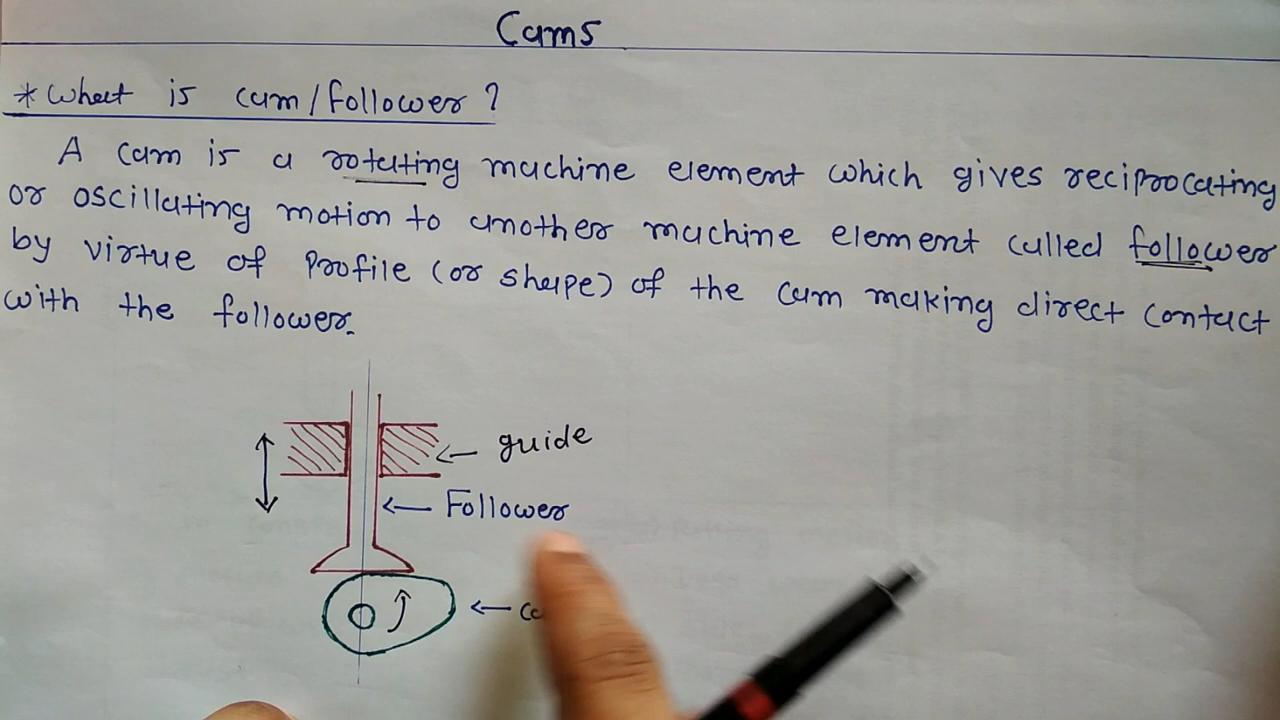 Cams
* What is cam/follower ?
A cam is a rotating machine element which gives reciprocating
or oscillating motion to another machine element called follower
by virtue of profile (or shape) of the cam making direct contact
with the follower.
guide
Follower